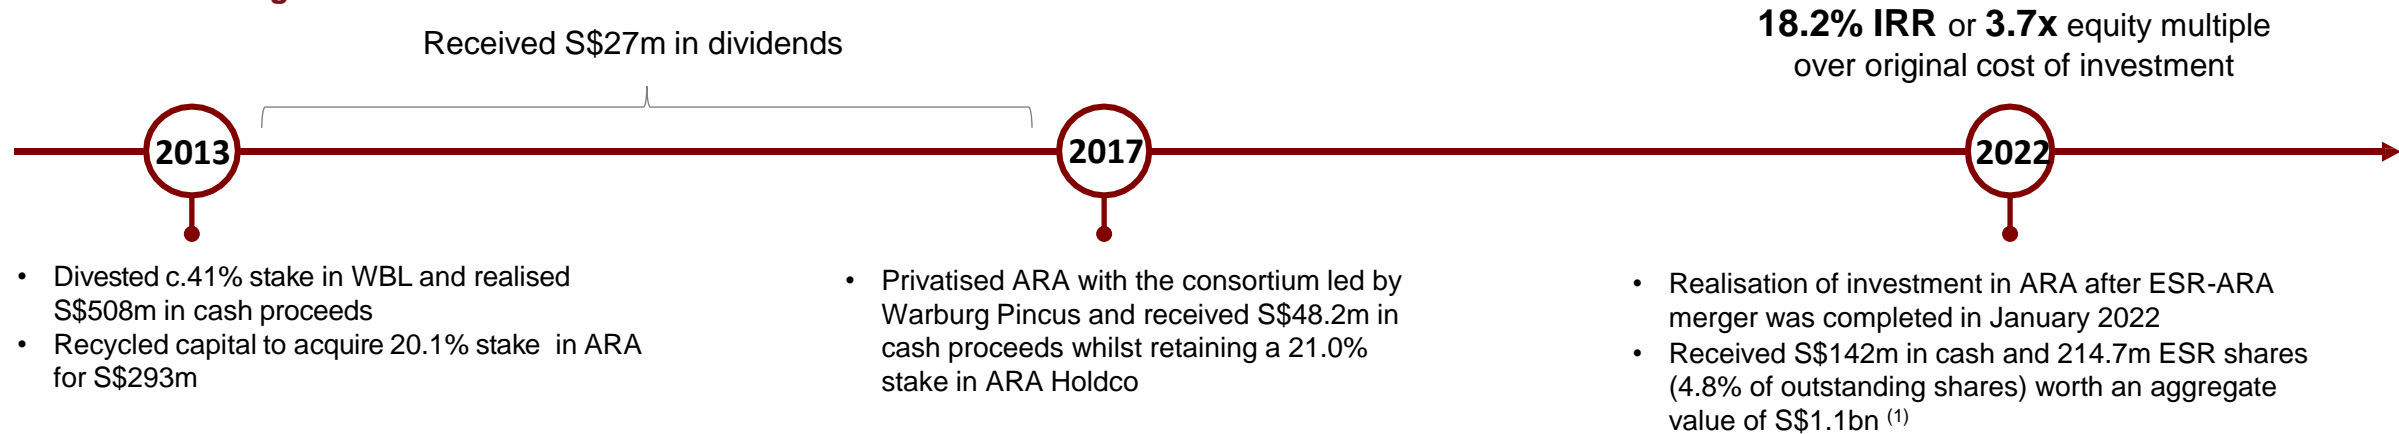 Received S$27m in dividends
18.2% IRR or 3.7x equity multiple
over original cost of investment
2013
2017
2022
• Divested c.41% stake in WBL and realised
S$508m in cash proceeds
• Recycled capital to acquire 20.1% stake in ARA
for S$293m
• Privatised ARA with the consortium led by
Warburg Pincus and received S$48.2m in
cash proceeds whilst retaining a 21.0%
stake in ARA Holdco
• Realisation of investment in ARA after ESR-ARA
merger was completed in January 2022
• Received S$142m in cash and 214.7m ESR shares
(4.8% of outstanding shares) worth an aggregate
value of S$1.1bn (1)